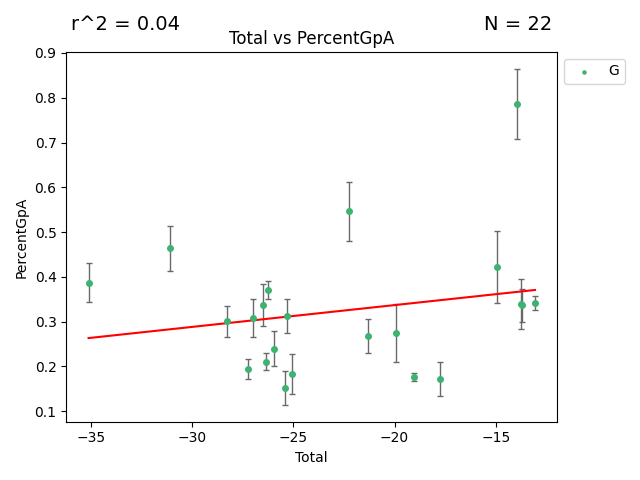 r^2 = 0.04
N = 22
Total vs PercentGpA
G
PercentGpA
0.9
0.8
0.7
0.6
0.5
0.4
0.3
0.2
0.1
−35
−30
−25
−20
−15
Total